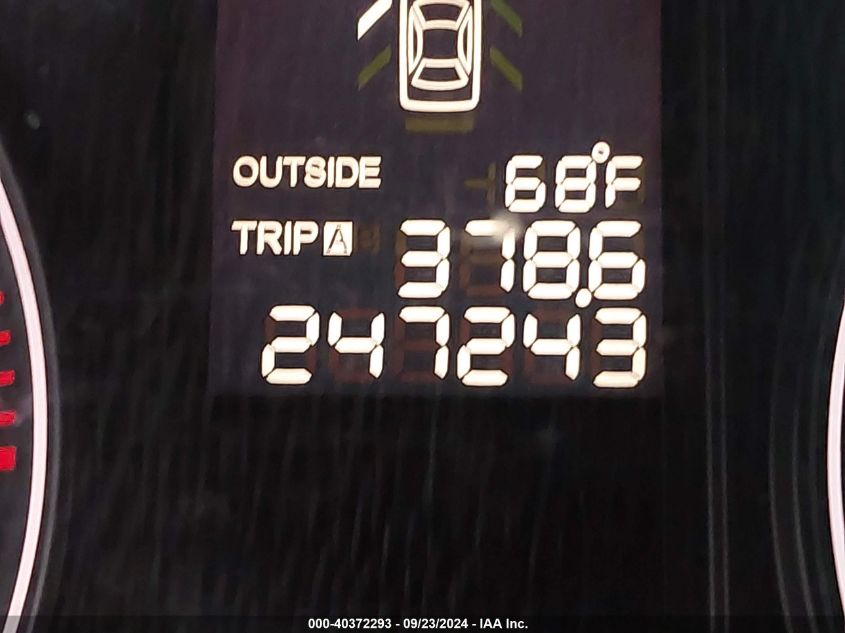 OUTSIDE 68°F
TRIP A 378.6
247243
000-40372293 - 09/23/2024 - IAA Inc.